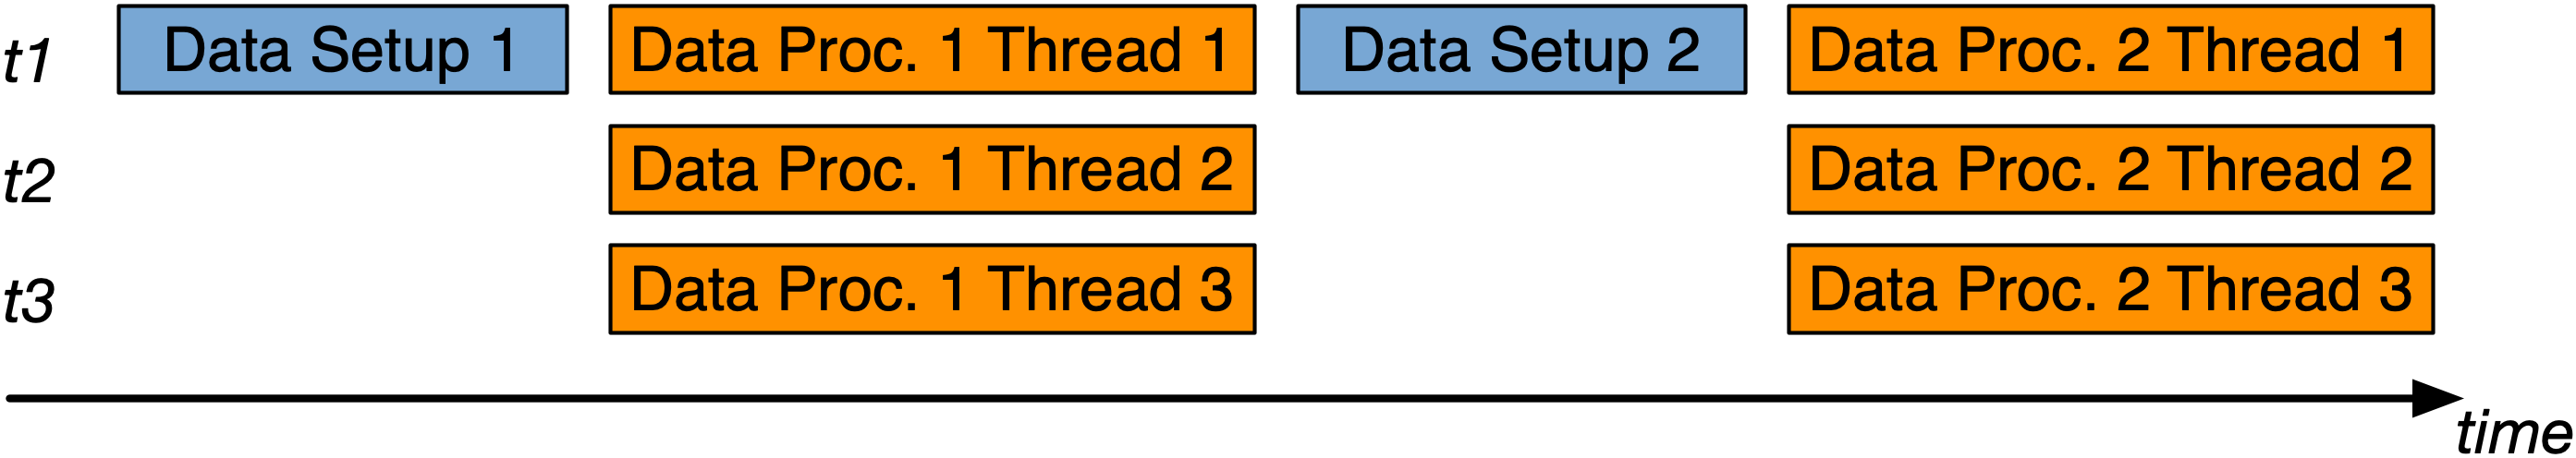 t1 Data Setup 1 Data Proc. 1 Thread 1 Data Setup 2 Data Proc. 2 Thread 1
t2 Data Proc. 1 Thread 2 Data Proc. 2 Thread 2
t3 Data Proc. 1 Thread 3 Data Proc. 2 Thread 3
time